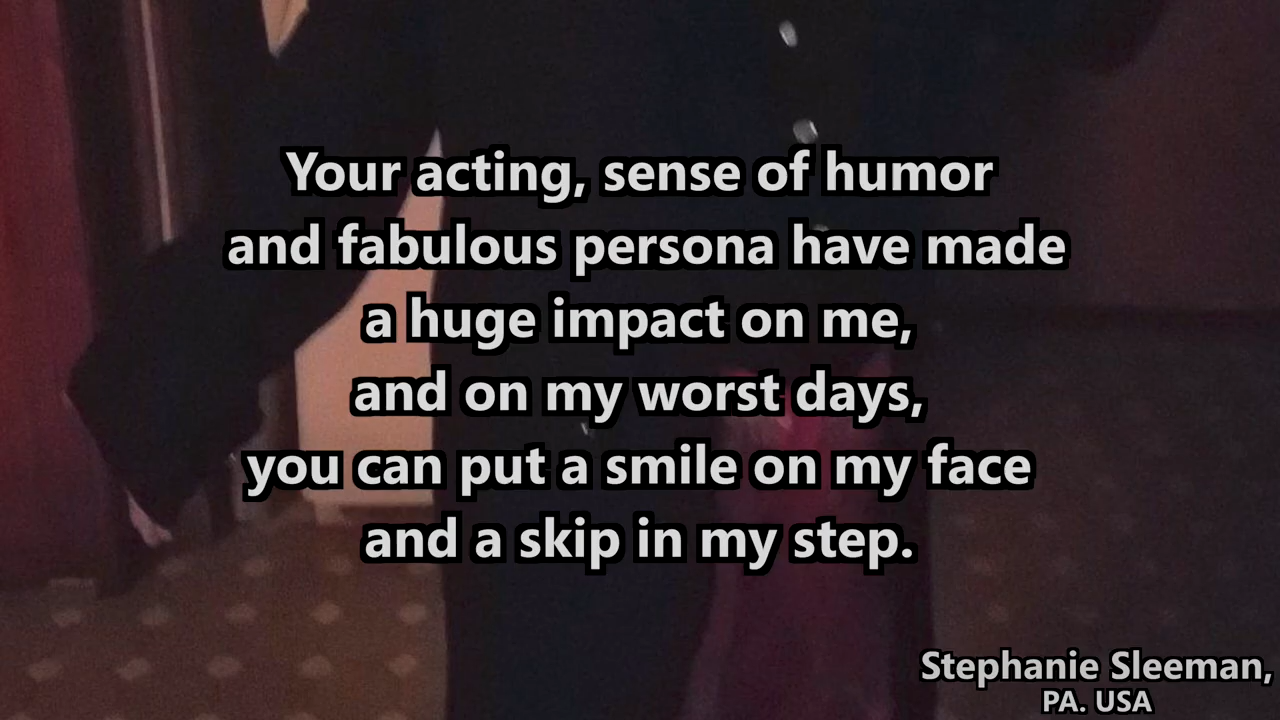 Your acting, sense of humor
and fabulous persona have made
a huge impact on me,
and on my worst days,
you can put a smile on my face
and a skip in my step.
Stephanie Sleeman,
PA. USA